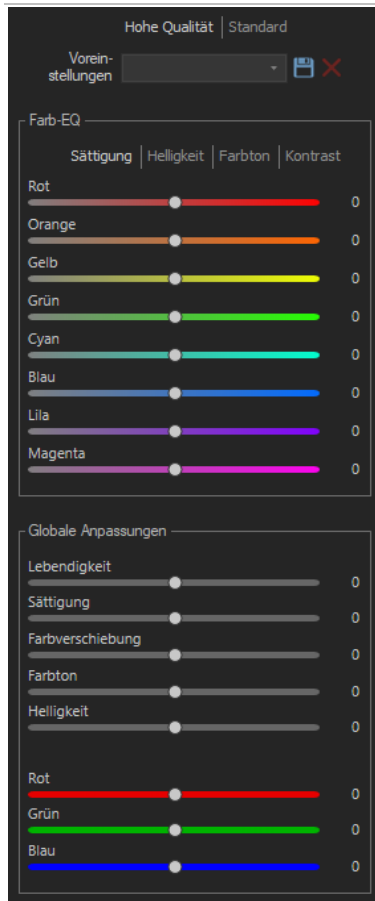 Hohe Qualität | Standard
Vorein-
stellungen
Farb-EQ
Sättigung | Helligkeit | Farbton | Kontrast
Rot
0
Orange
0
Gelb
0
Grün
0
Cyan
0
Blau
0
Lila
0
Magenta
0
Globale Anpassungen
Lebendigkeit
0
Sättigung
0
Farbverschiebung
0
Farbton
0
Helligkeit
0
Rot
0
Grün
0
Blau
0